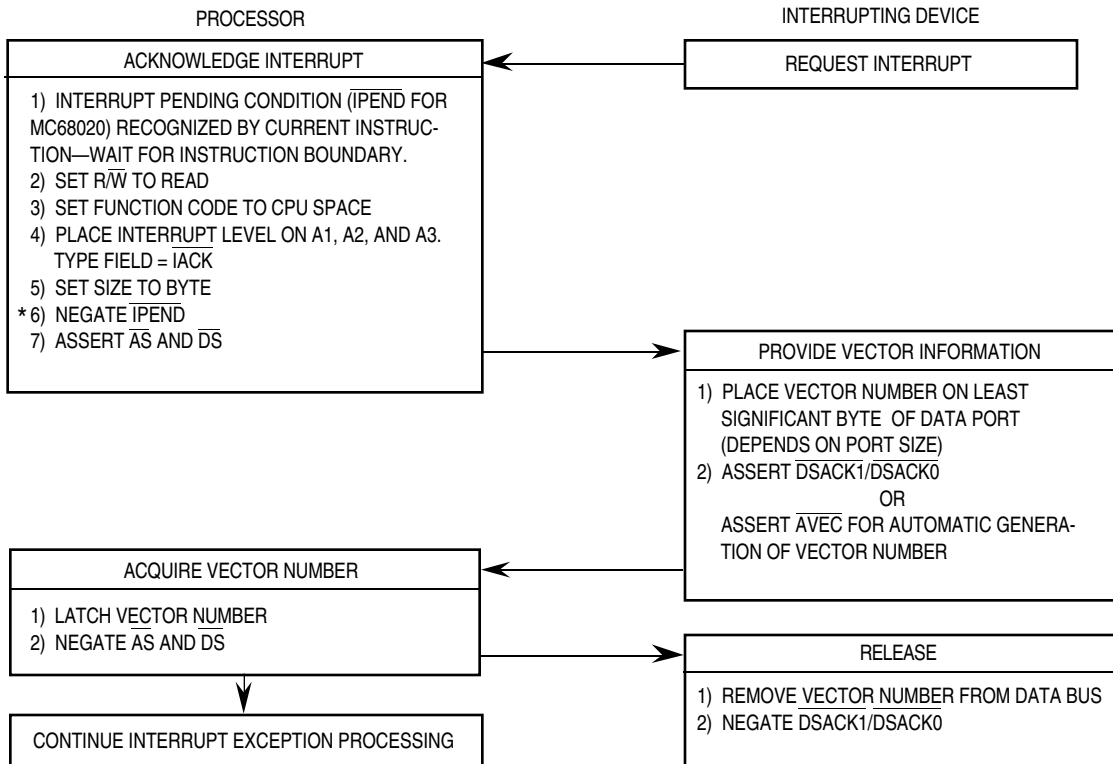 PROCESSOR
INTERRUPTING DEVICE
ACKNOWLEDGE INTERRUPT
1) INTERRUPT PENDING CONDITION (IPEND FOR
MC68020) RECOGNIZED BY CURRENT INSTRUC-
TION—WAIT FOR INSTRUCTION BOUNDARY.
2) SET R/W TO READ
3) SET FUNCTION CODE TO CPU SPACE
4) PLACE INTERRUPT LEVEL ON A1, A2, AND A3.
TYPE FIELD = IACK
5) SET SIZE TO BYTE
* 6) NEGATE IPEND
7) ASSERT AS AND DS
REQUEST INTERRUPT
PROVIDE VECTOR INFORMATION
1) PLACE VECTOR NUMBER ON LEAST
SIGNIFICANT BYTE OF DATA PORT
(DEPENDS ON PORT SIZE)
2) ASSERT DSACK1/DSACK0
OR
ASSERT AVEC FOR AUTOMATIC GENERA-
TION OF VECTOR NUMBER
ACQUIRE VECTOR NUMBER
1) LATCH VECTOR NUMBER
2) NEGATE AS AND DS
RELEASE
1) REMOVE VECTOR NUMBER FROM DATA BUS
2) NEGATE DSACK1/DSACK0
CONTINUE INTERRUPT EXCEPTION PROCESSING